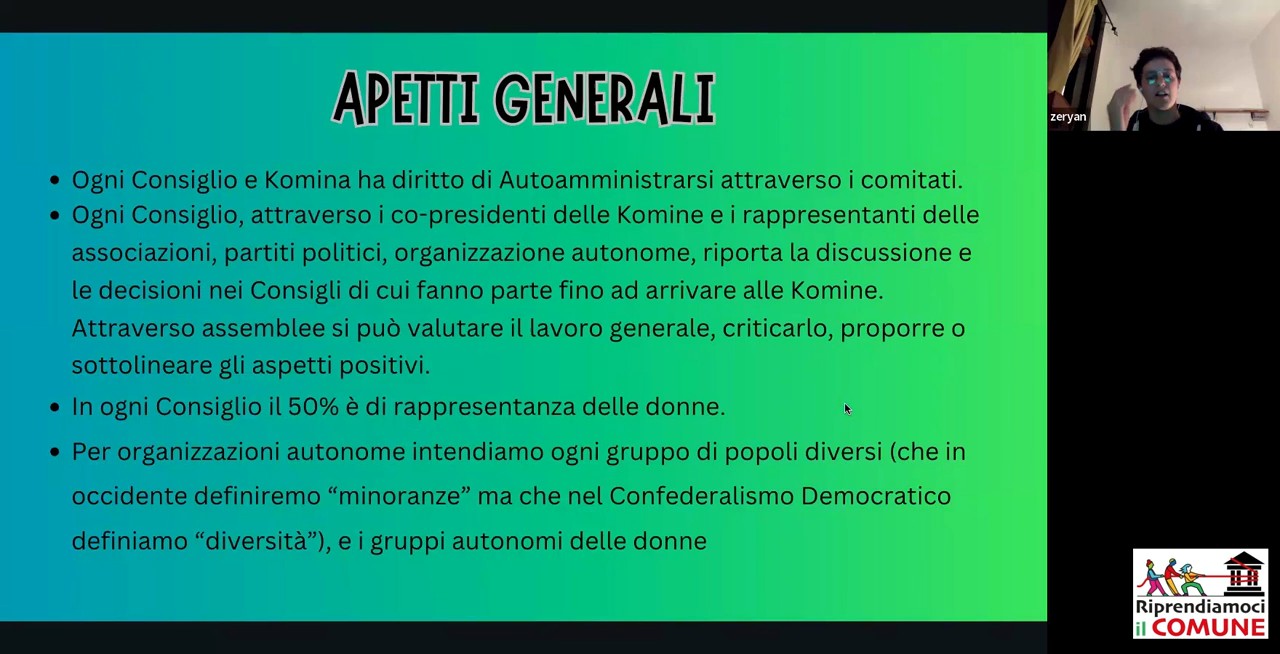 APETTI GENERALI
Ogni Consiglio e Komina ha diritto di Autoamministrarsi attraverso i comitati.
Ogni Consiglio, attraverso i co-presidenti delle Komine e i rappresentanti delle
associazioni, partiti politici, organizzazione autonome, riporta la discussione e
le decisioni nei Consigli di cui fanno parte fino ad arrivare alle Komine.
Attraverso assemblee si può valutare il lavoro generale, criticarlo, proporre o
sottolineare gli aspetti positivi.
In ogni Consiglio il 50% è di rappresentanza delle donne.
Per organizzazioni autonome intendiamo ogni gruppo di popoli diversi (che in
occidente definiremo “minoranze” ma che nel Confederalismo Democratico
definiamo “diversità”), e i gruppi autonomi delle donne
zeryan
Riprendiamoci
il COMUNE